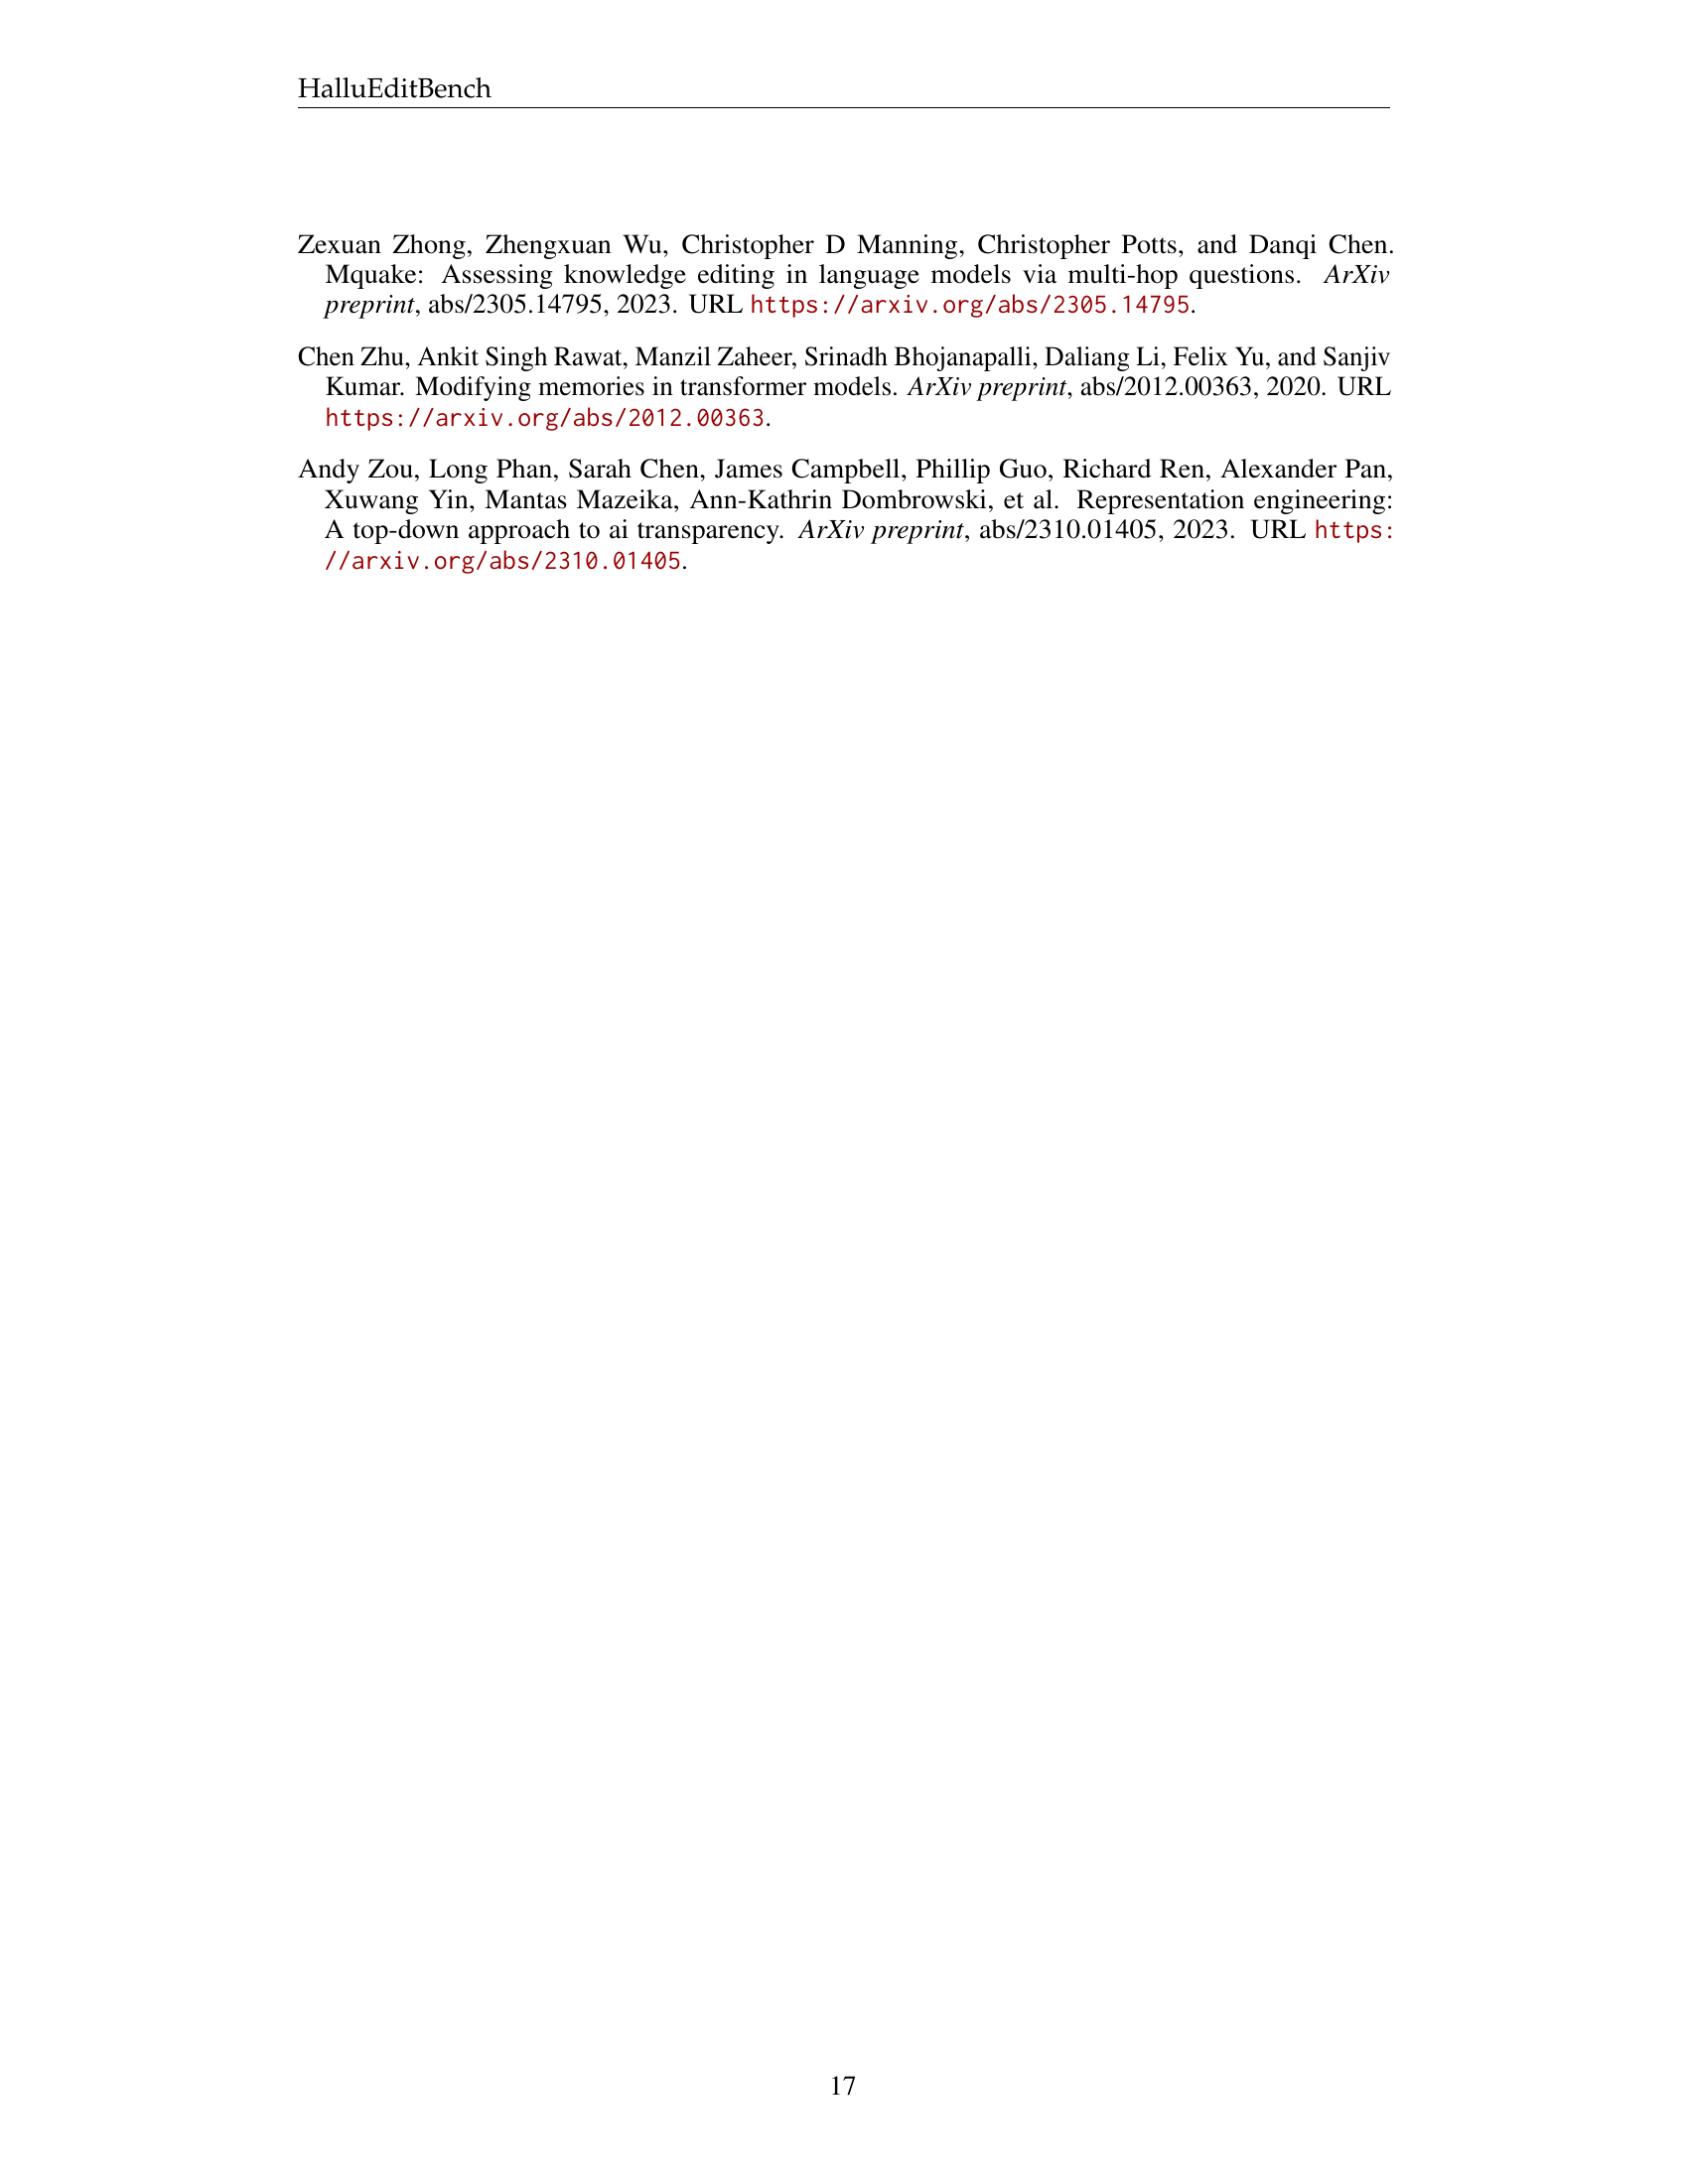 HalluEditBench
Zexuan Zhong, Zhengxuan Wu, Christopher D Manning, Christopher Potts, and Danqi Chen.
Mquake: Assessing knowledge editing in language models via multi-hop questions. ArXiv
preprint, abs/2305.14795, 2023. URL https://arxiv.org/abs/2305.14795.
Chen Zhu, Ankit Singh Rawat, Manzil Zaheer, Srinadh Bhojanapalli, Daliang Li, Felix Yu, and Sanjiv
Kumar. Modifying memories in transformer models. ArXiv preprint, abs/2012.00363, 2020. URL
https://arxiv.org/abs/2012.00363.
Andy Zou, Long Phan, Sarah Chen, James Campbell, Phillip Guo, Richard Ren, Alexander Pan,
Xuwang Yin, Mantas Mazeika, Ann-Kathrin Dombrowski, et al. Representation engineering:
A top-down approach to ai transparency. ArXiv preprint, abs/2310.01405, 2023. URL https:
//arxiv.org/abs/2310.01405.
17